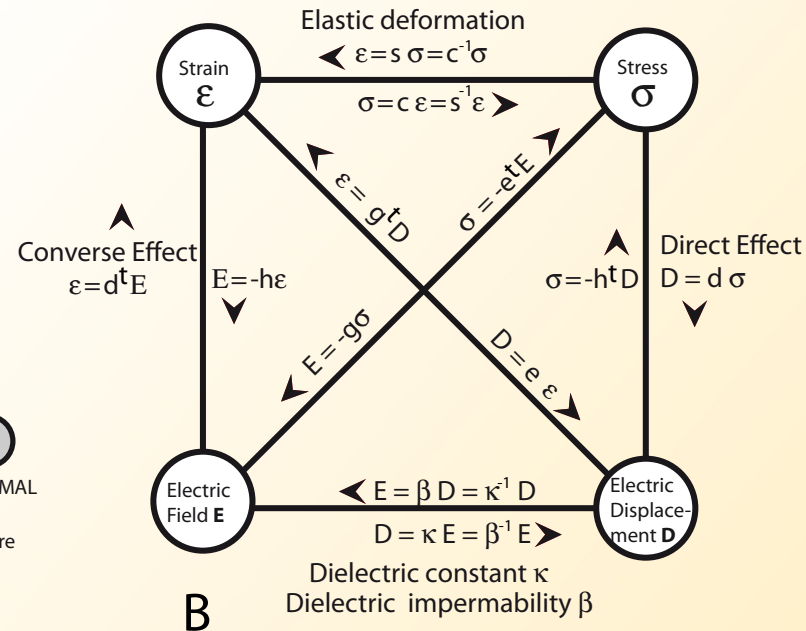 Elastic deformation
ε=s σ=c⁻¹σ
σ=c ε=s⁻¹ε
Strain
ε
Stress
σ
ε = gᵗD
σ = -eᵗE
Converse Effect
ε=dᵗE
E=-hε
σ=-hᵗD
Direct Effect
D = d σ
E = -gσ
D = e ε
MAL
re
Electric
Field E
E = β D = κ⁻¹ D
D = κ E = β⁻¹ E
Electric
Displace-
ment D
Dielectric constant κ
Dielectric impermability β
B